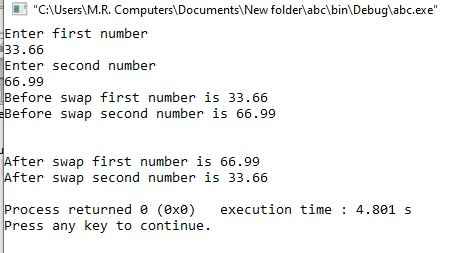 "C:\Users\M.R. Computers\Documents\New folder\abc\bin\Debug\abc.exe"
Enter first number
33.66
Enter second number
66.99
Before swap first number is 33.66
Before swap second number is 66.99
After swap first number is 66.99
After swap second number is 33.66
Process returned 0 (0x0)   execution time : 4.801 s
Press any key to continue.